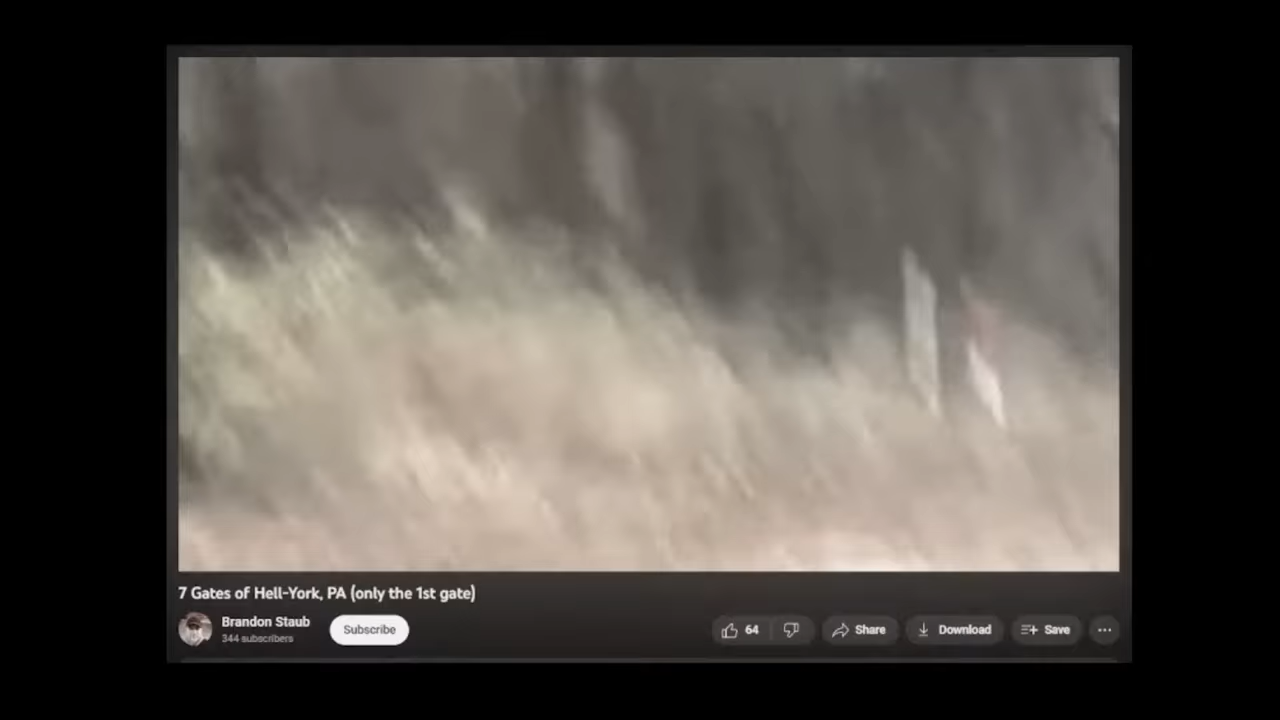 7 Gates of Hell-York, PA (only the 1st gate)
Brandon Staub
344 subscribers
Subscribe
64
Share
Download
Save